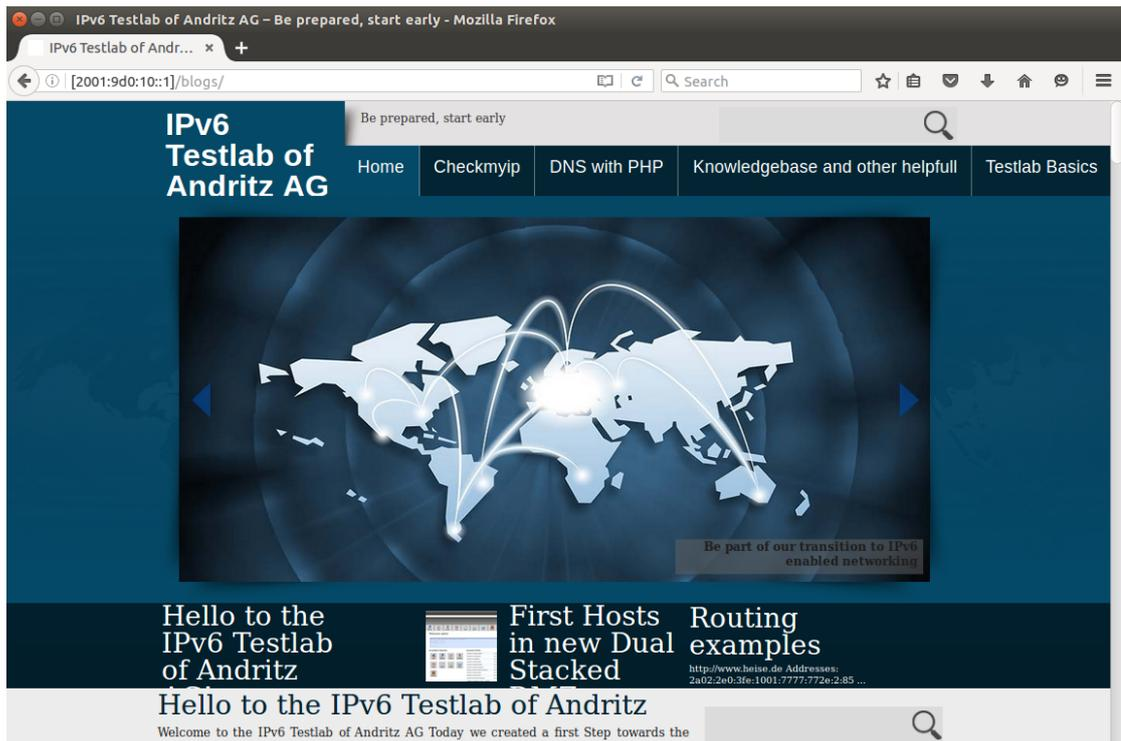 IPv6 Testlab of Andritz AG – Be prepared, start early - Mozilla Firefox
IPv6 Testlab of Andr...
[2001:9d0:10::1]/blogs/
Search
IPv6
Testlab of
Andritz AG
Be prepared, start early
Home
Checkmyip
DNS with PHP
Knowledgebase and other helpfull
Testlab Basics
Be part of our transition to IPv6
enabled networking
Hello to the
IPv6 Testlab
of Andritz
First Hosts
in new Dual
Stacked
Routing
examples
http://www.heise.de Addresses:
2a02:2e0:3fe:1001:7777:772e:2:85 ...
Hello to the IPv6 Testlab of Andritz
Welcome to the IPv6 Testlab of Andritz AG Today we created a first Step towards the